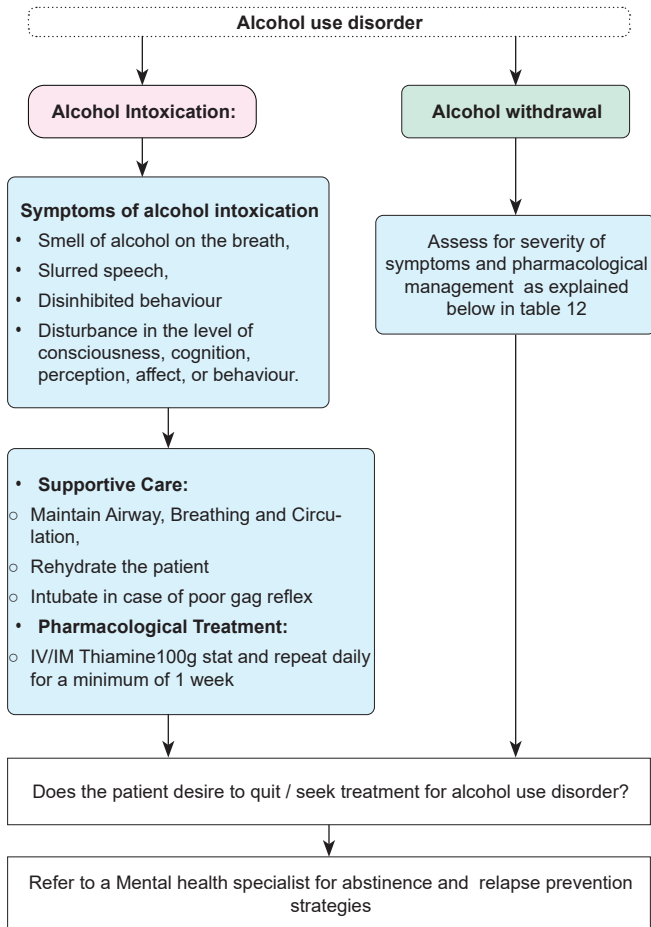 Alcohol use disorder
Alcohol Intoxication:
Alcohol withdrawal
Symptoms of alcohol intoxication
• Smell of alcohol on the breath,
• Slurred speech,
• Disinhibited behaviour
• Disturbance in the level of
consciousness, cognition,
perception, affect, or behaviour.
Assess for severity of
symptoms and pharmacological
management as explained
below in table 12
• Supportive Care:
○ Maintain Airway, Breathing and Circu-
lation,
○ Rehydrate the patient
○ Intubate in case of poor gag reflex
• Pharmacological Treatment:
○ IV/IM Thiamine100g stat and repeat daily
for a minimum of 1 week
Does the patient desire to quit / seek treatment for alcohol use disorder?
Refer to a Mental health specialist for abstinence and relapse prevention
strategies